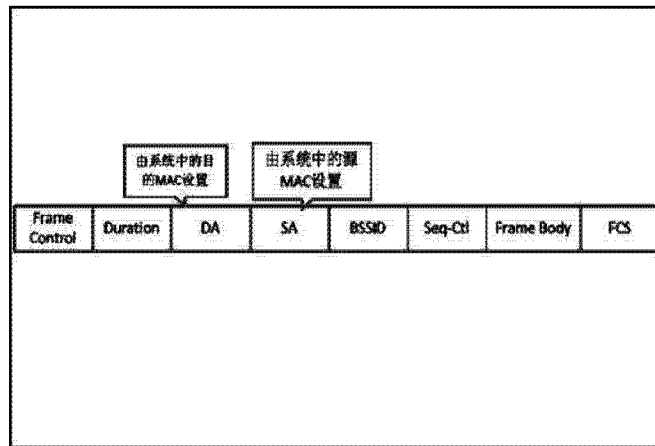 由系统中的目
的MAC设置
由系统中的源
MAC设置
Frame
Control
Duration
DA
SA
BSSID
Seq-Ctl
Frame Body
FCS